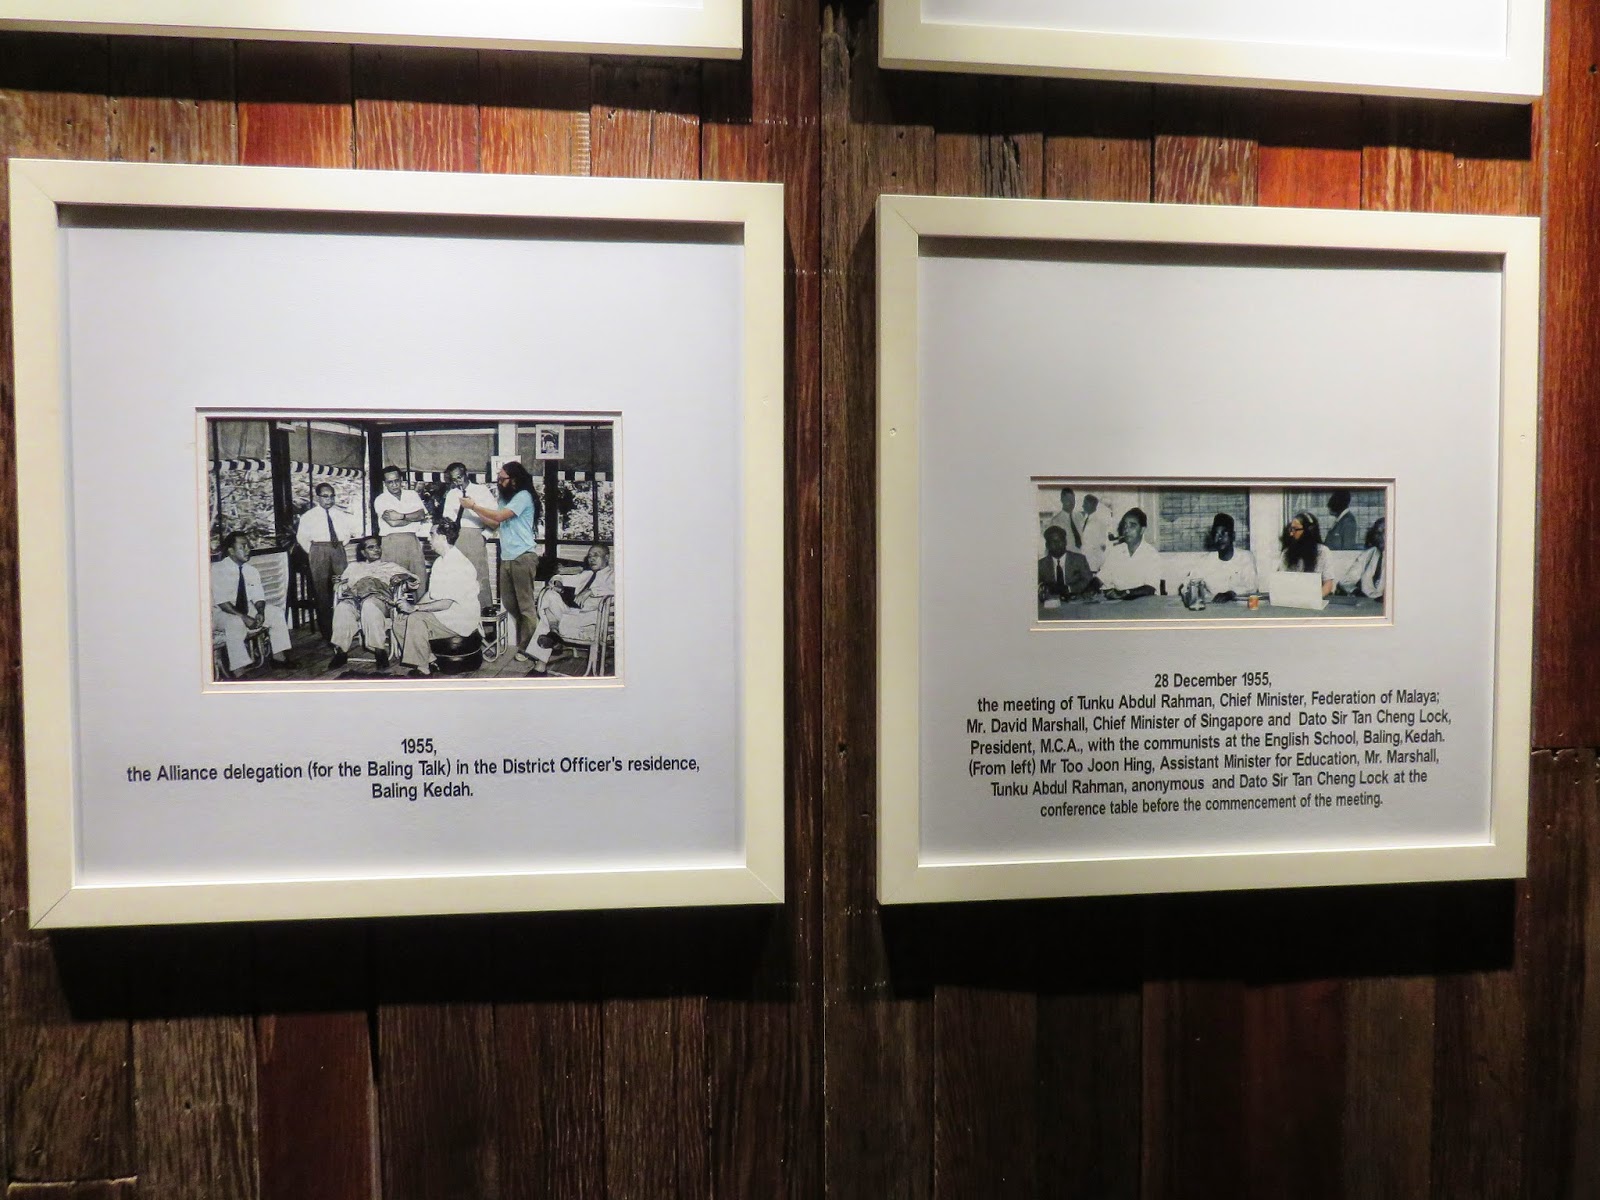 1955,
the Alliance delegation (for the Baling Talk) in the District Officer's residence,
Baling Kedah.
28 December 1955,
the meeting of Tunku Abdul Rahman, Chief Minister, Federation of Malaya;
Mr. David Marshall, Chief Minister of Singapore and Dato Sir Tan Cheng Lock,
President, M.C.A., with the communists at the English School, Baling, Kedah.
(From left) Mr Too Joon Hing, Assistant Minister for Education, Mr. Marshall,
Tunku Abdul Rahman, anonymous and Dato Sir Tan Cheng Lock at the
conference table before the commencement of the meeting.